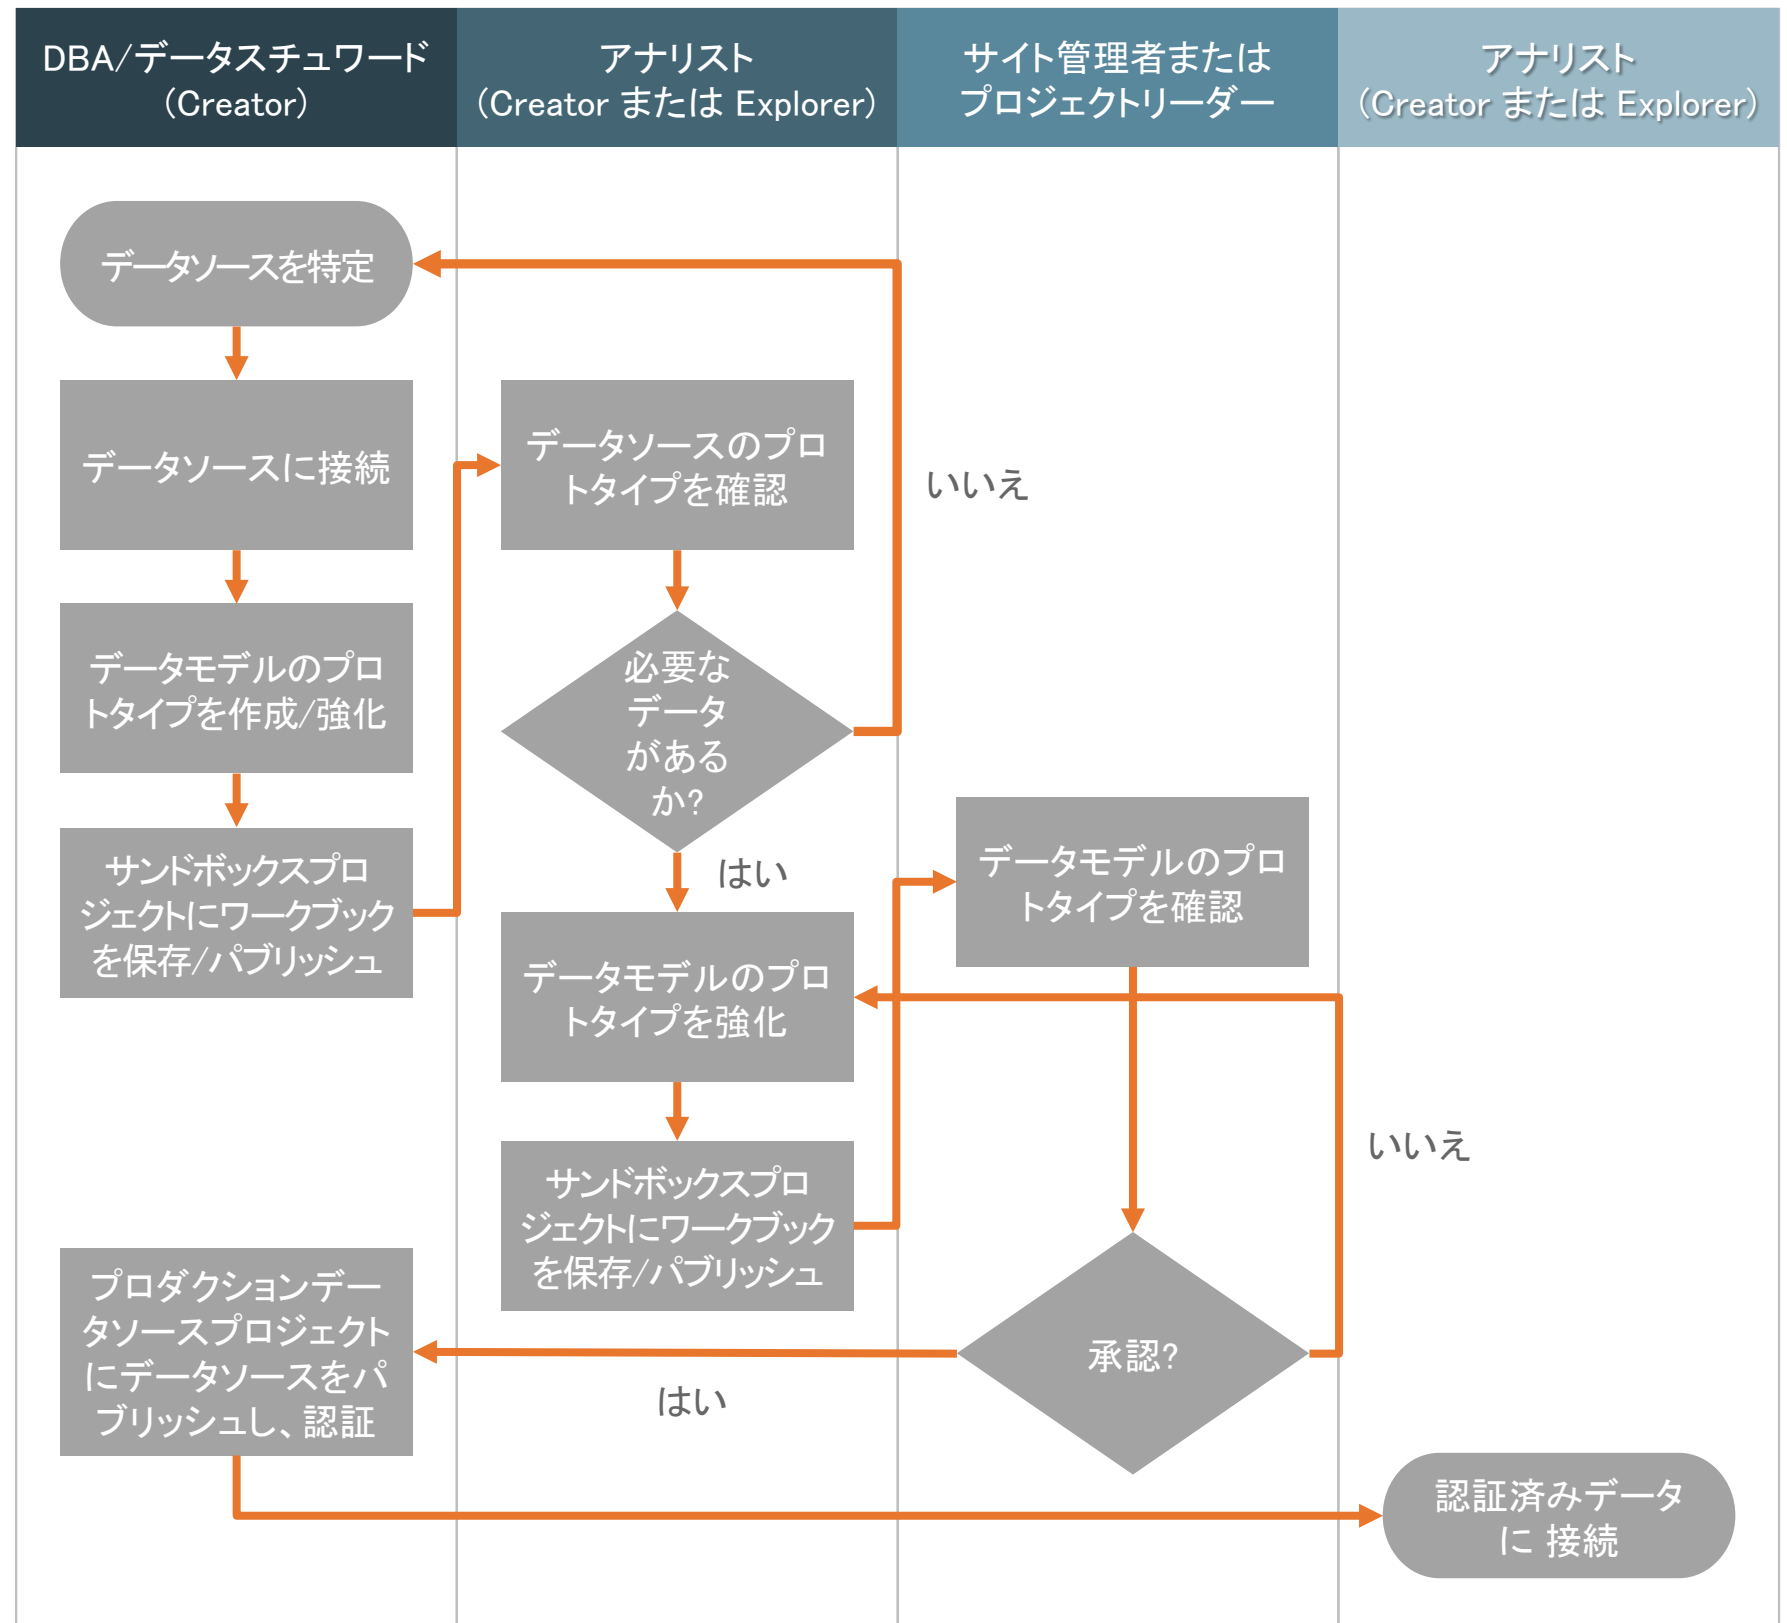 DBA/データスチュワード
(Creator)
アナリスト
(Creator または Explorer)
サイト管理者または
プロジェクトリーダー
アナリスト
(Creator または Explorer)
データソースを特定
データソースに接続
データモデルのプロ
トタイプを作成/強化
サンドボックスプロ
ジェクトにワークブック
を保存/パブリッシュ
データソースのプロ
トタイプを確認
いいえ
必要な
データ
がある
か?
はい
データモデルのプロ
トタイプを強化
サンドボックスプロ
ジェクトにワークブック
を保存/パブリッシュ
データモデルのプロ
トタイプを確認
いいえ
承認?
はい
プロダクションデー
タソースプロジェクト
にデータソースをパ
ブリッシュし、認証
認証済みデータ
に 接続